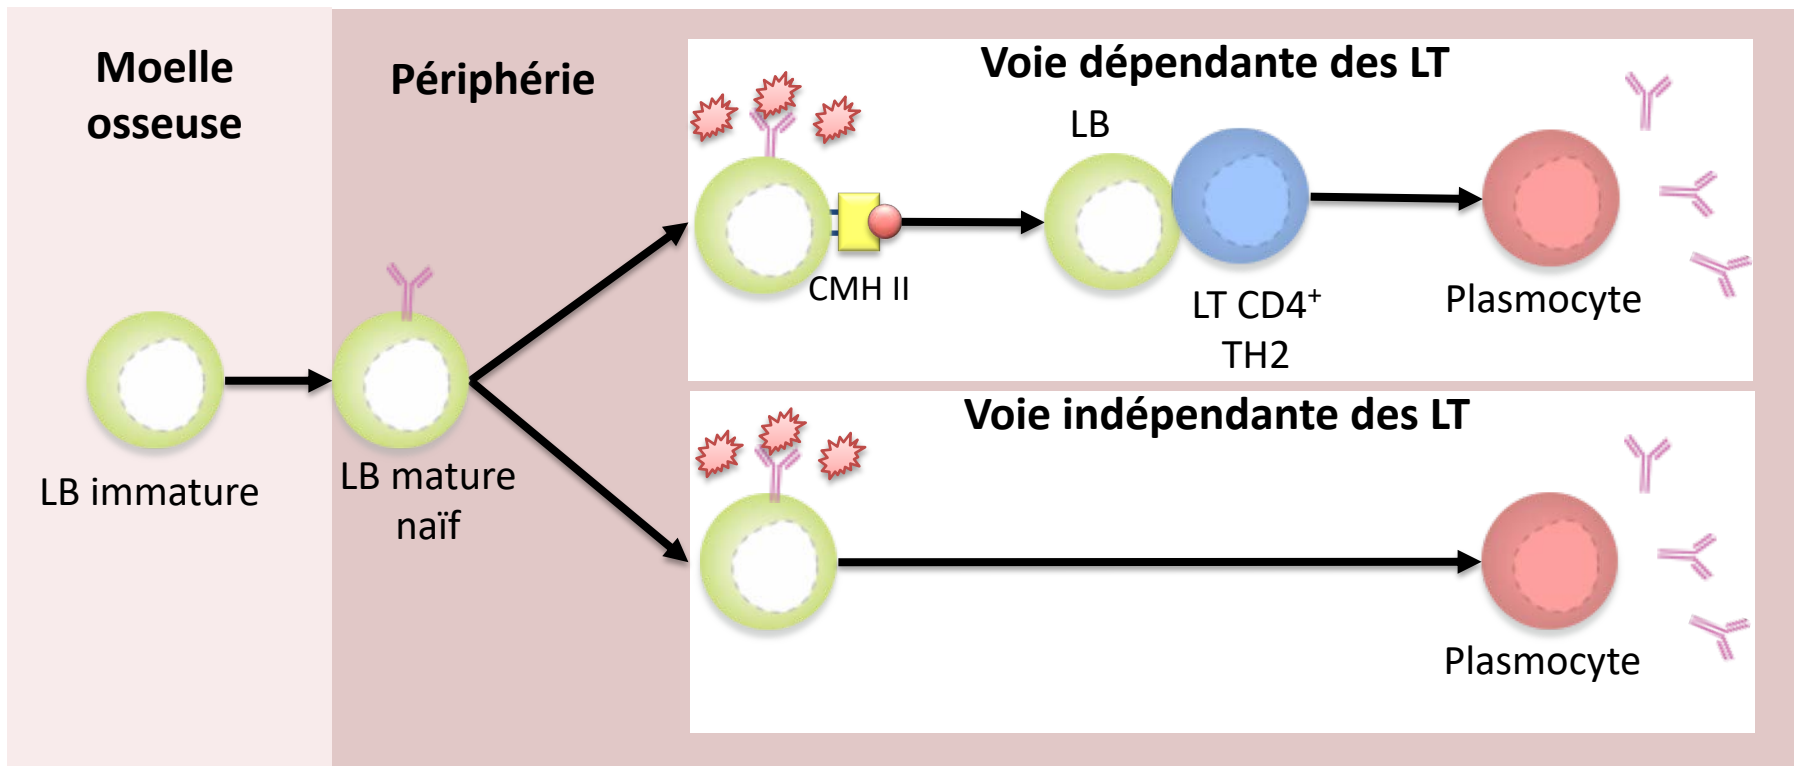 Moelle
osseuse
Périphérie
LB immature
LB mature
naïf
Voie dépendante des LT
CMH II
LB
LT CD4⁺
TH2
Plasmocyte
Voie indépendante des LT
Plasmocyte